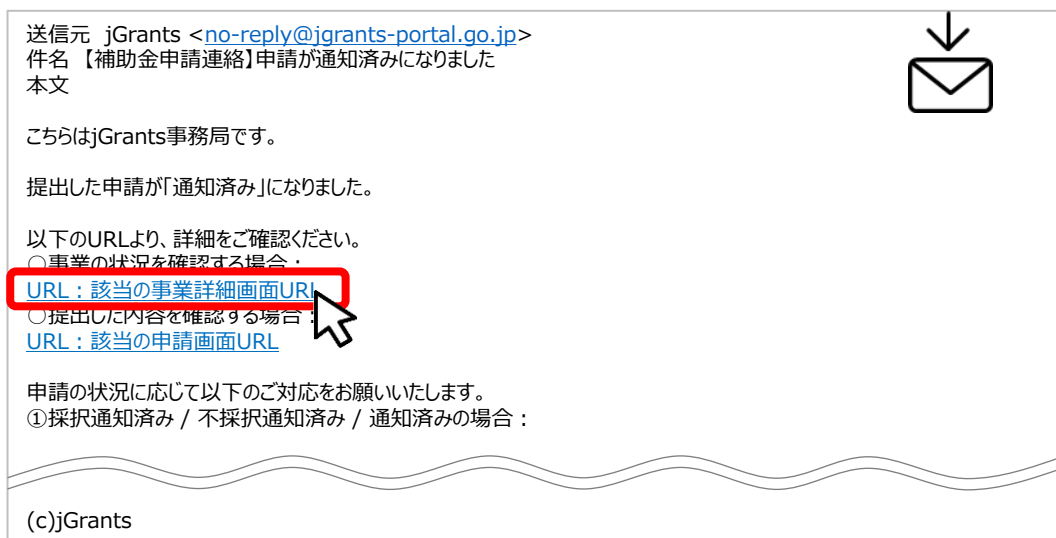 送信元 jGrants <no-reply@jgrants-portal.go.jp>
件名 【補助金申請連絡】申請が通知済みになりました
本文
こちらはjGrants事務局です。
提出した申請が「通知済み」になりました。
以下のURLより、詳細をご確認ください。
○事業の状況を確認する場合：
URL：該当の事業詳細画面URL
○提出した内容を確認する場合：
URL：該当の申請画面URL
申請の状況に応じて以下のご対応をお願いいたします。
①採択通知済み / 不採択通知済み / 通知済みの場合：
(c)jGrants